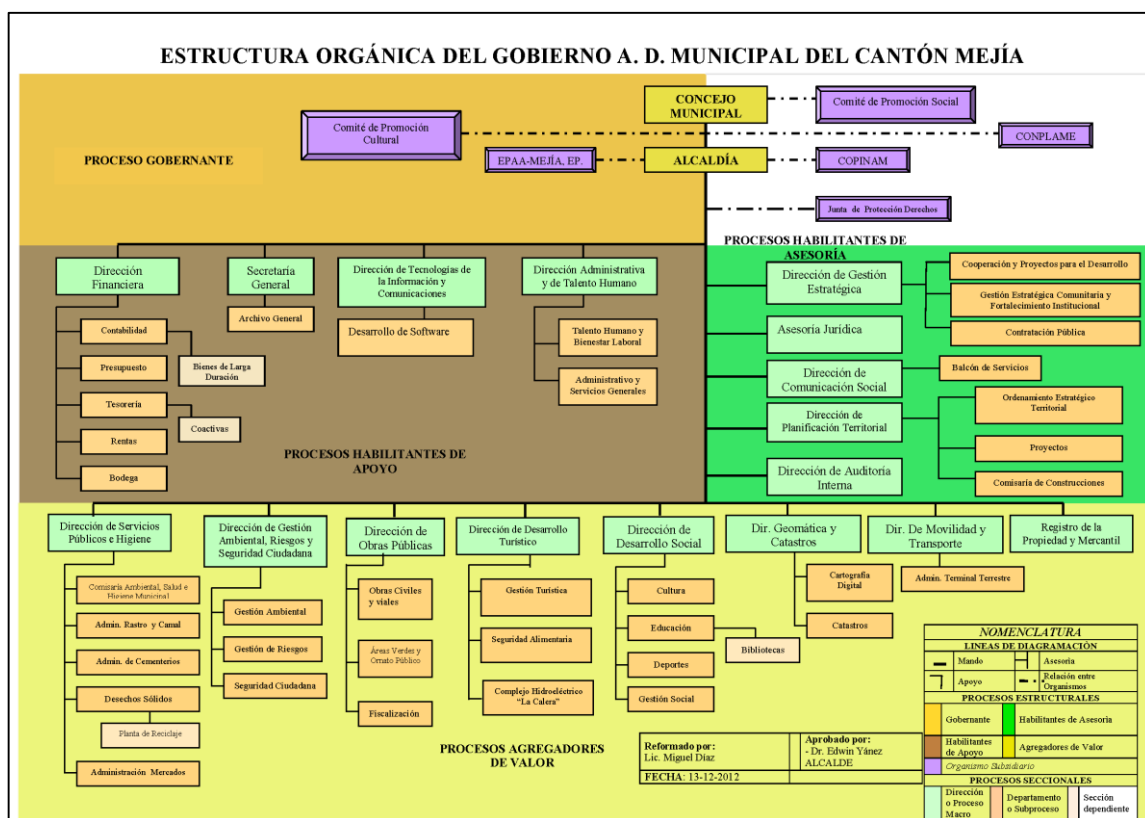 ESTRUCTURA ORGÁNICA DEL GOBIERNO A. D. MUNICIPAL DEL CANTÓN MEJÍA
CONCEJO
MUNICIPAL
Comité de Promoción Social
Comité de Promoción
Cultural
CONPLAME
PROCESO GOBERNANTE
EPAA-MEJÍA, EP.
ALCALDÍA
COPINAM
Junta de Protección Derechos
PROCESOS HABILITANTES DE
ASESORÍA
Dirección
Financiera
Secretaría
General
Dirección de Tecnologías de
la Información y
Comunicaciones
Dirección Administrativa
y de Talento Humano
Contabilidad
Bienes de Larga
Duración
Presupuesto
Tesorería
Coactivas
Rentas
Bodega
Archivo General
Desarrollo de Software
Talento Humano y
Bienestar Laboral
Administrativo y
Servicios Generales
PROCESOS HABILITANTES DE
APOYO
Dirección de Gestión
Estratégica
Cooperación y Proyectos para el Desarrollo
Gestión Estratégica Comunitaria y
Fortalecimiento Institucional
Contratación Pública
Asesoría Jurídica
Dirección de
Comunicación Social
Balcón de Servicios
Dirección de
Planificación Territorial
Ordenamiento Estratégico
Territorial
Proyectos
Comisaría de Construcciones
Dirección de Auditoría
Interna
Dirección de Servicios
Públicos e Higiene
Comisaría Ambiental, Salud e
Higiene Municipal
Admin. Rastro y Camal
Admin. de Cementerios
Desechos Sólidos
Planta de Reciclaje
Administración Mercados
Dirección de Gestión
Ambiental, Riesgos y
Seguridad Ciudadana
Gestión Ambiental
Gestión de Riesgos
Seguridad Ciudadana
Dirección de
Obras Públicas
Obras Civiles
y viales
Áreas Verdes y
Ornato Público
Fiscalización
Dirección de Desarrollo
Turístico
Gestión Turística
Seguridad Alimentaria
Complejo Hidroeléctrico
“La Calera”
Dirección de
Desarrollo Social
Cultura
Educación
Bibliotecas
Deportes
Gestión Social
Dir. Geomática y
Catastros
Cartografía
Digital
Catastros
Dir. De Movilidad y
Transporte
Admin. Terminal Terrestre
Registro de la
Propiedad y Mercantil
PROCESOS AGREGADORES
DE VALOR
Reformado por:
Lic. Miguel Díaz
Aprobado por:
- Dr. Edwin Yánez
ALCALDE
FECHA: 13-12-2012
NOMENCLATURA
LINEAS DE DIAGRAMACIÓN
Mando
Asesoria
Apoyo
Relación entre
Organismos
PROCESOS ESTRUCTURALES
Gobernante
Habilitantes de Asesoria
Habilitantes
de Apoyo
Agregadores de Valor
Organismo Subsidiario
PROCESOS SECCIONALES
Dirección
o Proceso
Macro
Departamento
o Subproceso
Sección
dependiente